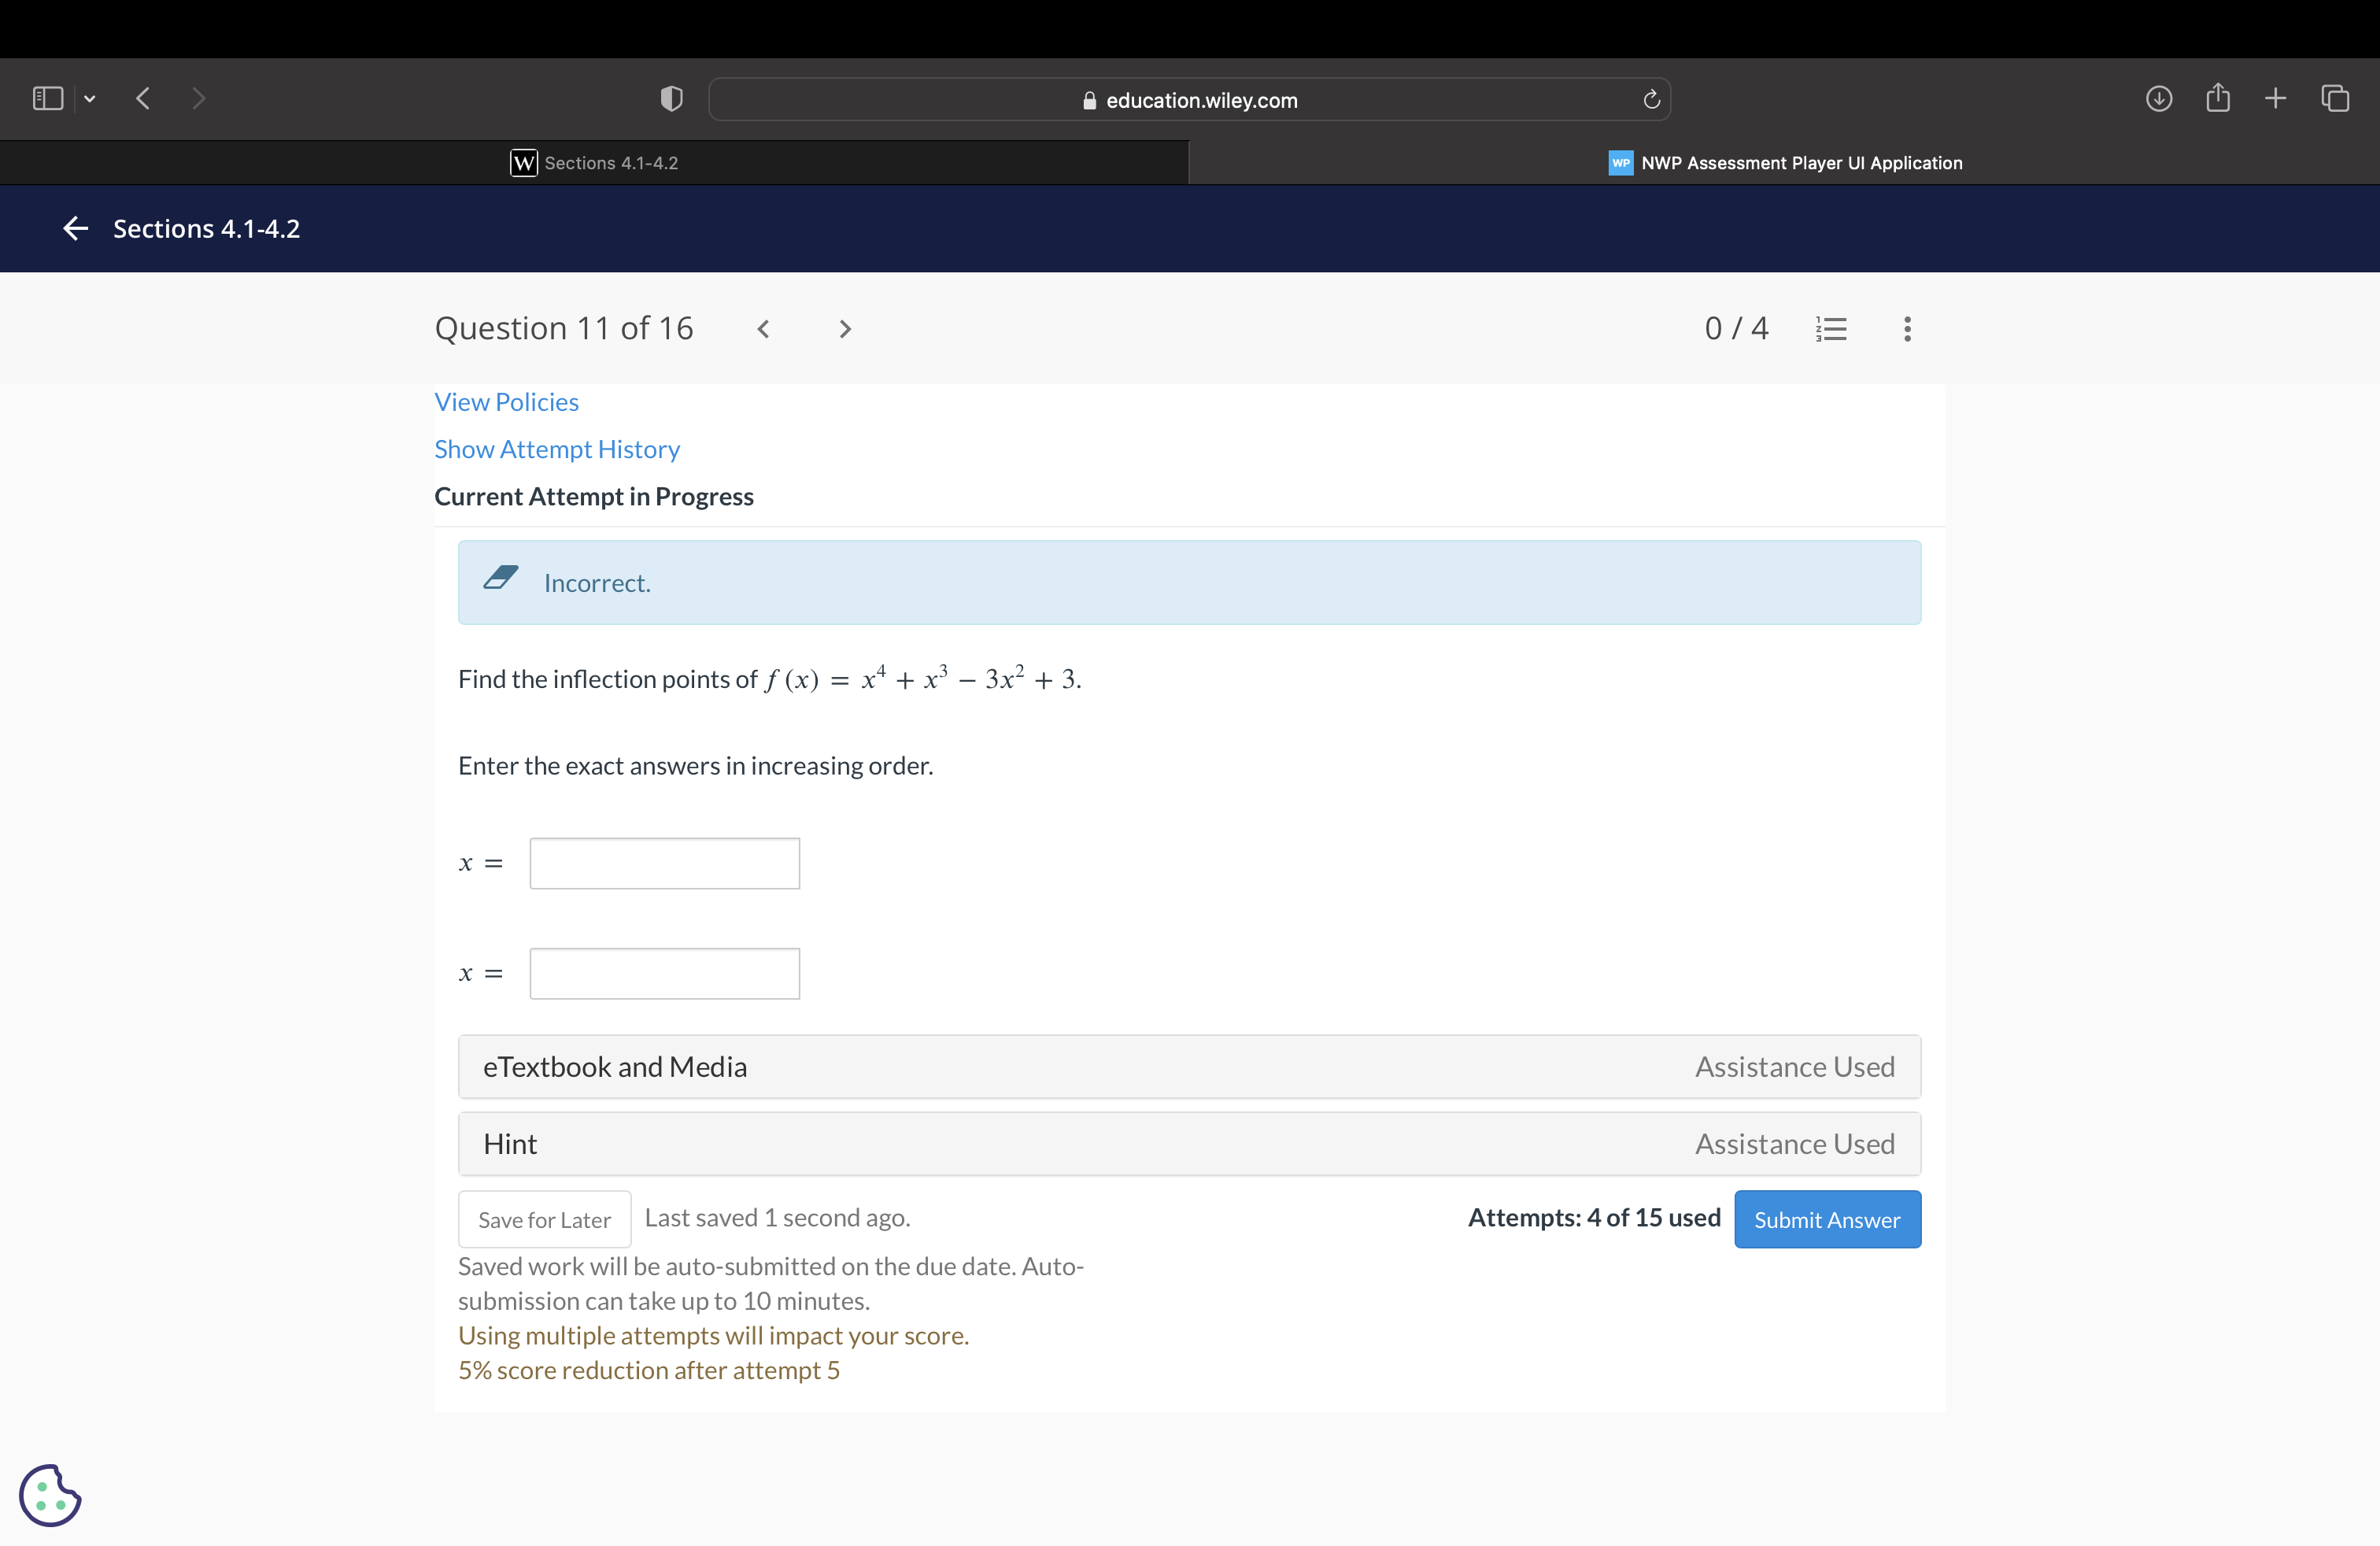 education.wiley.com
W Sections 4.1-4.2
WP NWP Assessment Player UI Application
Sections 4.1-4.2
Question 11 of 16
0 / 4
View Policies
Show Attempt History
Current Attempt in Progress
Incorrect.
Find the inflection points of f (x) = x⁴ + x³ − 3x² + 3.
Enter the exact answers in increasing order.
x =
x =
eTextbook and Media Assistance Used
Hint Assistance Used
Save for Later Last saved 1 second ago. Attempts: 4 of 15 used Submit Answer
Saved work will be auto-submitted on the due date. Auto-
submission can take up to 10 minutes.
Using multiple attempts will impact your score.
5% score reduction after attempt 5